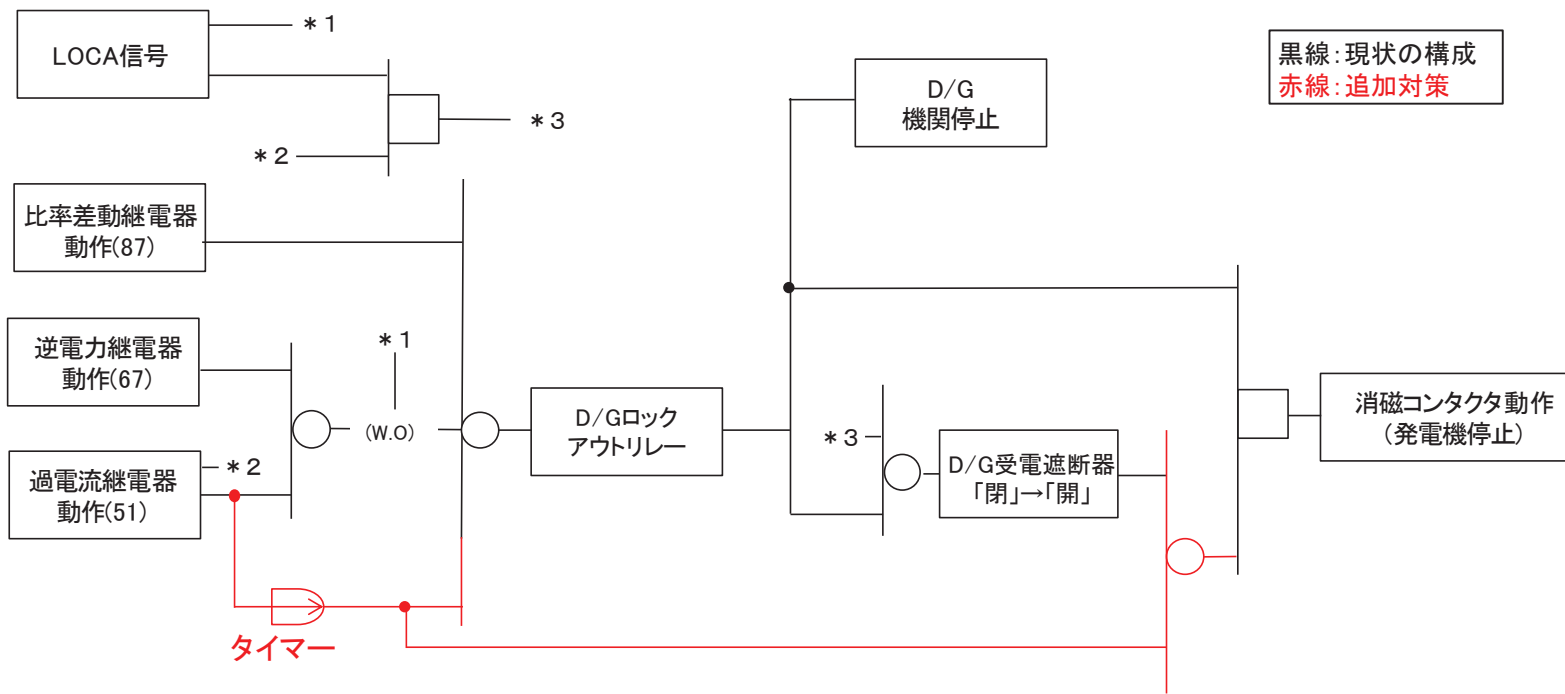 LOCA信号
*1
*2
*3
D/G
機関停止
黒線:現状の構成
赤線:追加対策
比率差動継電器
動作(87)
逆電力継電器
動作(67)
*1
(W.O)
過電流継電器
動作(51)
*2
D/Gロック
アウトリレー
*3
D/G受電遮断器
「閉」→「開」
消磁コンタクタ動作
(発電機停止)
タイマー